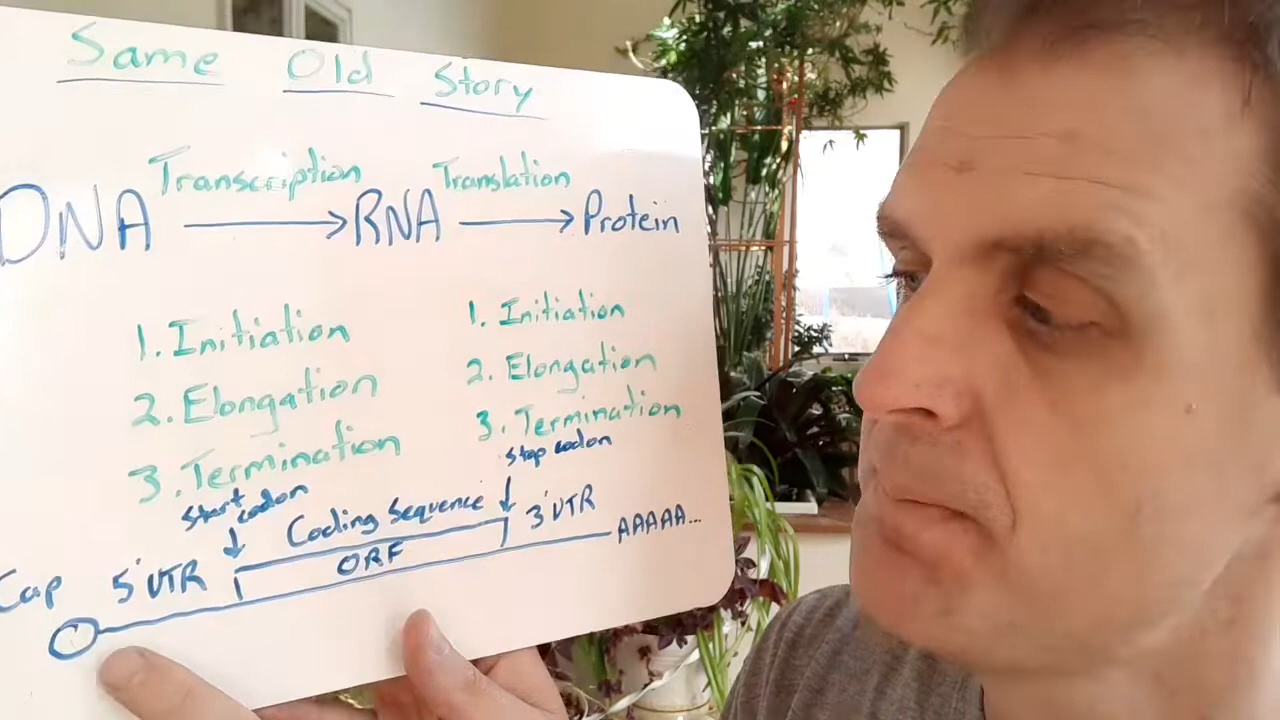 Same Old Story
Transcription Translation
DNA → RNA → Protein
1. Initiation
2. Elongation
3. Termination
1. Initiation
2. Elongation
3. Termination
Start codon
Coding Sequence
Stop codon
Cap 5' UTR ORF 3' UTR AAAAA...